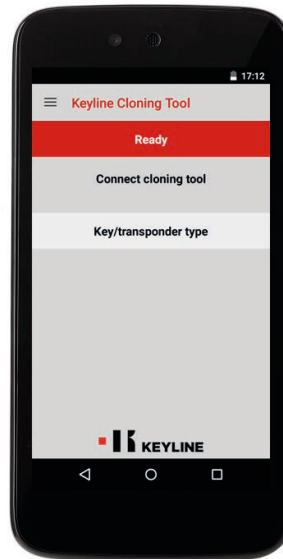 17:12
Keyline Cloning Tool
Ready
Connect cloning tool
Key/transponder type
KEYLINE